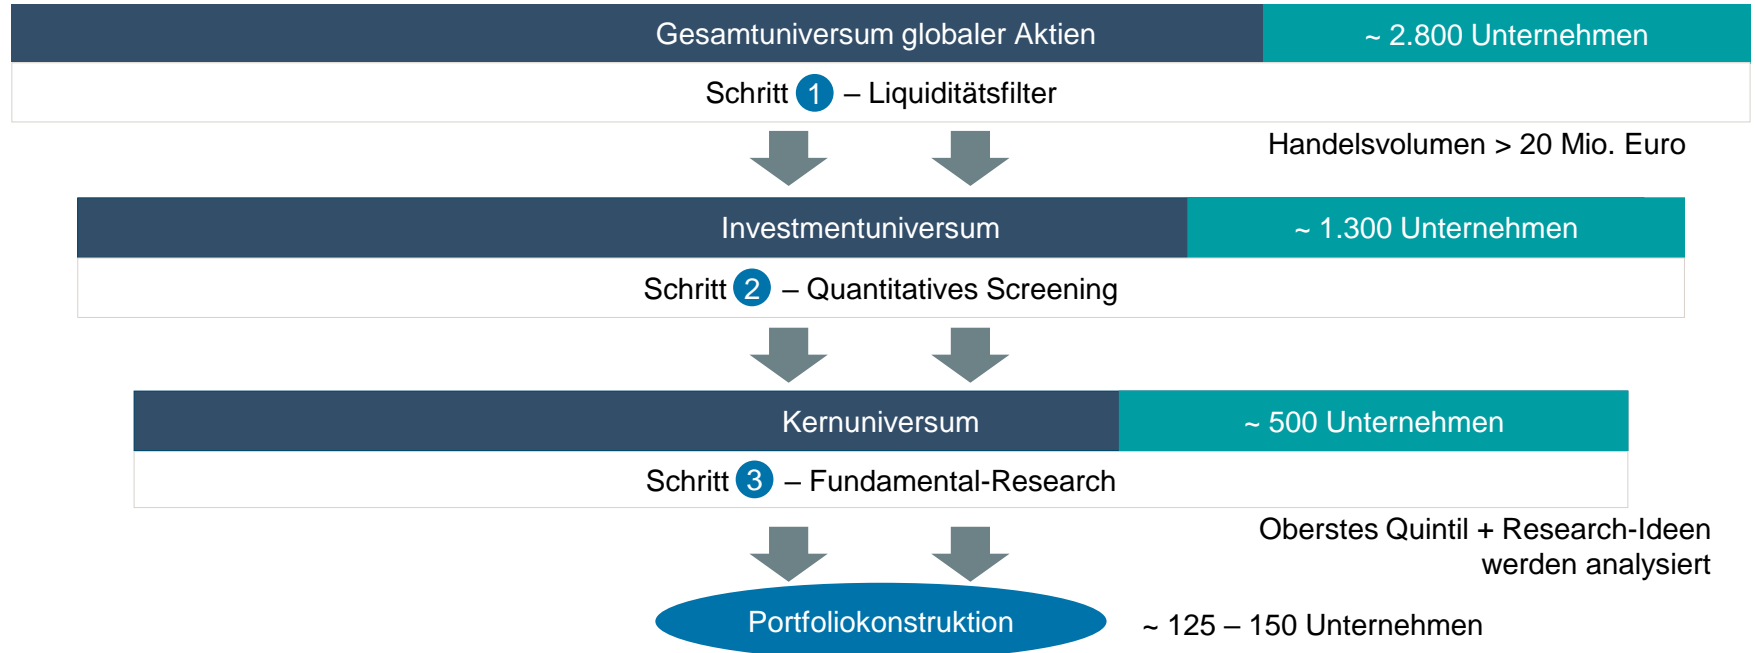 Gesamtuniversum globaler Aktien ~ 2.800 Unternehmen
Schritt 1 – Liquiditätsfilter
Handelsvolumen > 20 Mio. Euro
Investmentuniversum ~ 1.300 Unternehmen
Schritt 2 – Quantitatives Screening
Kernuniversum ~ 500 Unternehmen
Schritt 3 – Fundamental-Research
Oberstes Quintil + Research-Ideen
werden analysiert
Portfoliokonstruktion ~ 125 – 150 Unternehmen